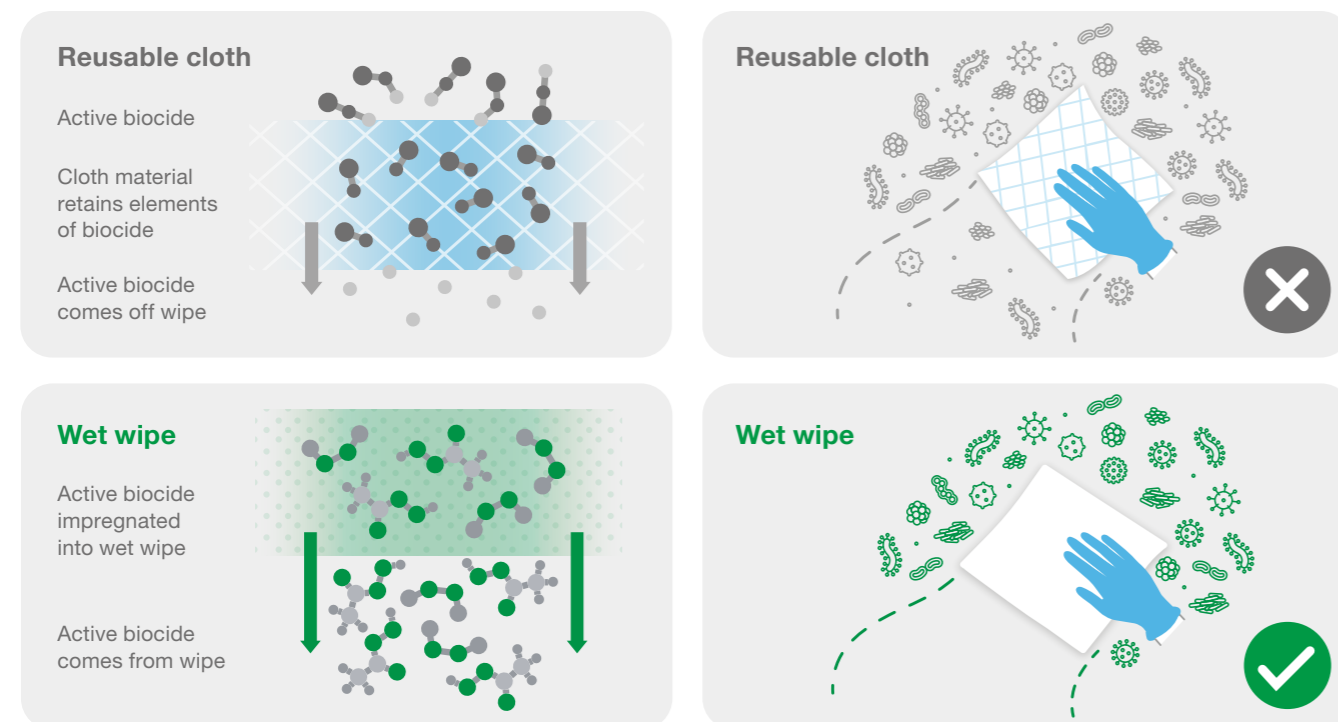 Reusable cloth
Active biocide
Cloth material
retains elements
of biocide
Active biocide
comes off wipe
Reusable cloth
Wet wipe
Active biocide
impregnated
into wet wipe
Active biocide
comes from wipe
Wet wipe